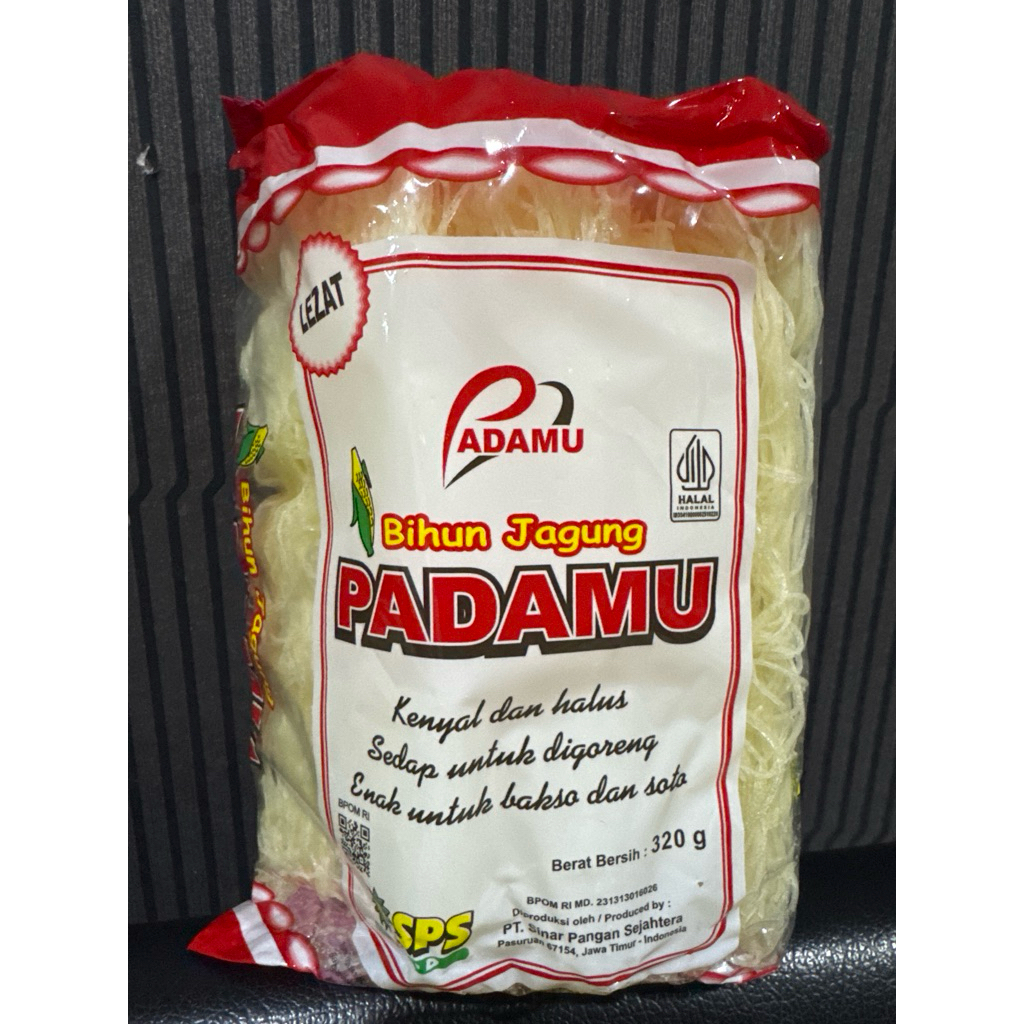 LEZAT
PADAMU
HALAL
INDONESIA
Bihun Jagung
PADAMU
Kenyal dan halus
Sedap untuk digoreng
Enak untuk bakso dan soto
BPOM RI
Berat Bersih : 320 g
BPOM RI MD. 231313016026
Diproduksi oleh / Produced by :
PT. Sinar Pangan Sejahtera
Pasuruan 67154, Jawa Timur - Indonesia
SPS
Bihun Jagung